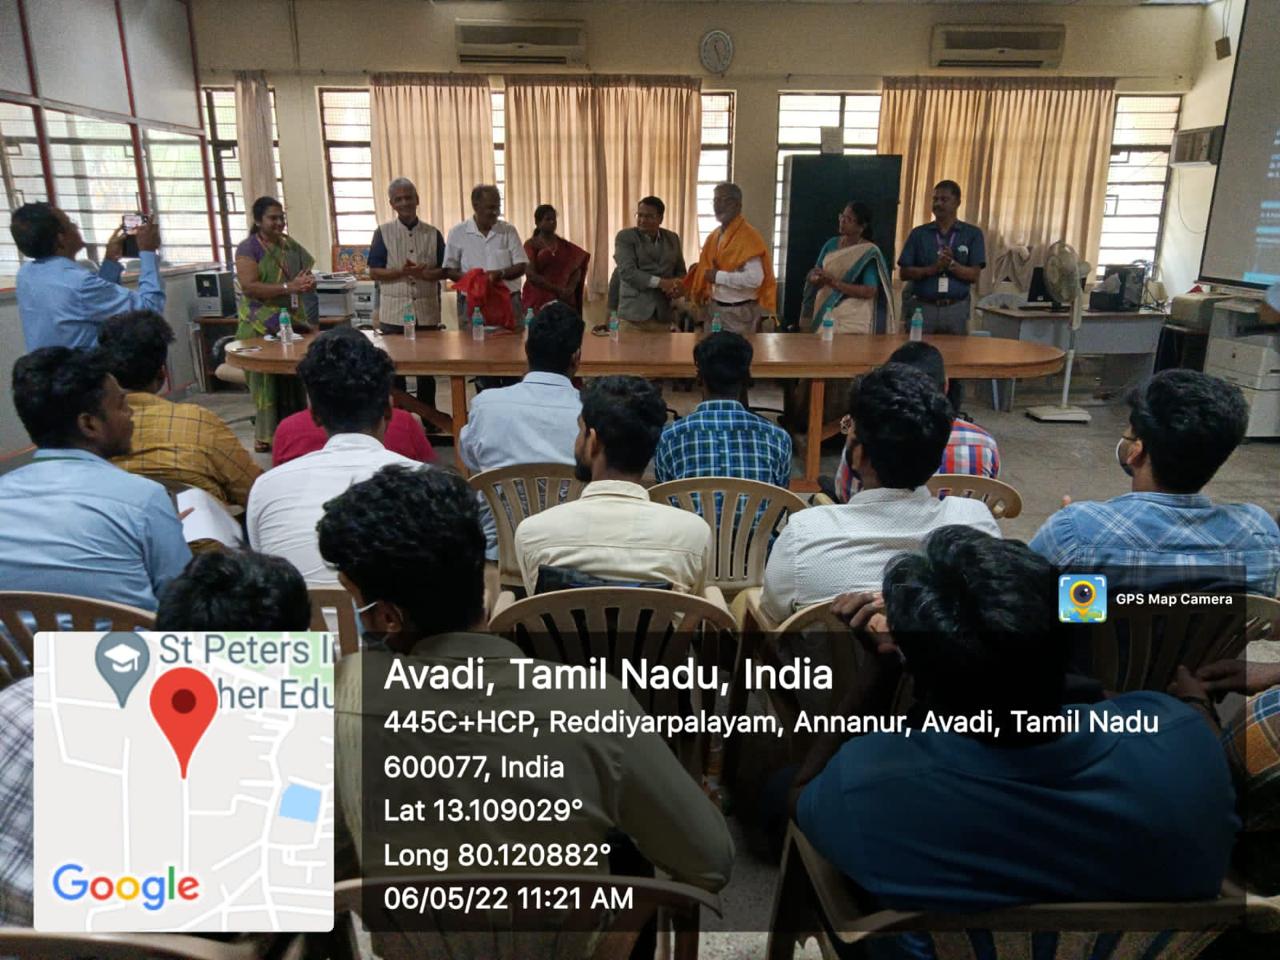 GPS Map Camera
St Peters I
her Edu
Google
Avadi, Tamil Nadu, India
445C+HCP, Reddiyarpalayam, Annanur, Avadi, Tamil Nadu
600077, India
Lat 13.109029°
Long 80.120882°
06/05/22 11:21 AM